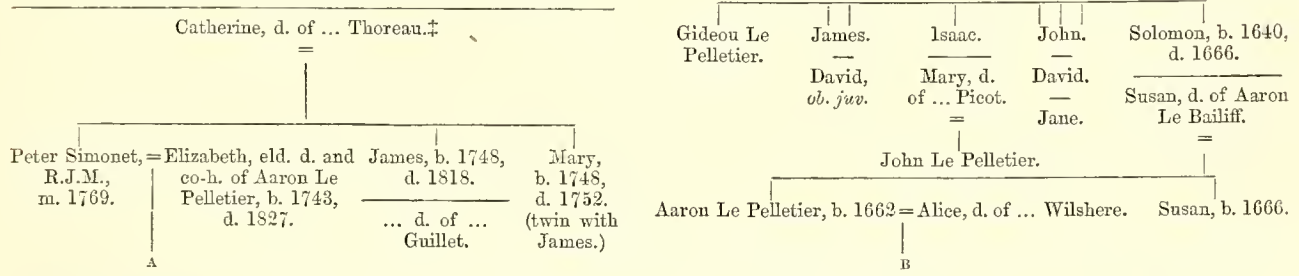 Catherine, d. of ... Thoreau.‡
=
Peter Simonet, = Elizabeth, eld. d. and James, b. 1748, Mary,
R.J.M., co-h. of Aaron Le d. 1818. b. 1748,
m. 1769. Pelletier, b. 1743, d. 1752.
d. 1827. ... d. of ... (twin with
Guillet. James.)
A
Gideou Le James. Isaac. John. Solomon, b. 1640,
Pelletier. — — d. 1666.
David, Mary, d. David.
ob. juv. of ... Picot. — Susan, d. of Aaron
= Jane. Le Bailiff.
=
John Le Pelletier.
Aaron Le Pelletier, b. 1662 = Alice, d. of ... Wilshere. Susan, b. 1666.
B